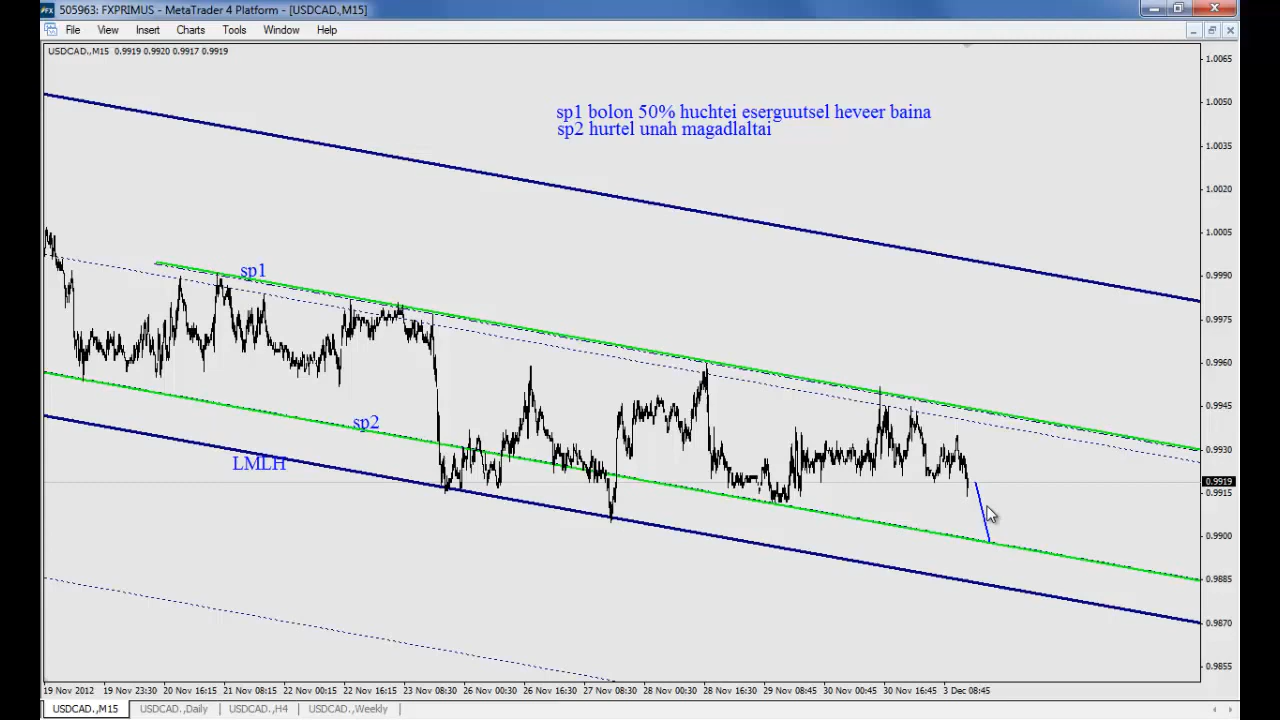 505963: FXPRIMUS - MetaTrader 4 Platform - [USDCAD.,M15]
File View Insert Charts Tools Window Help
USDCAD.,M15 0.9919 0.9920 0.9917 0.9919
1.0065
1.0050
sp1 bolon 50% huchtei eserguutsel heveer baina
sp2 hurtel unah magadlaltai
1.0035
1.0020
1.0005
sp1
0.9990
0.9975
0.9960
0.9945
sp2
0.9930
LMLH
0.9919
0.9915
0.9900
0.9885
0.9870
0.9855
19 Nov 2012 19 Nov 23:30 20 Nov 16:15 21 Nov 08:15 22 Nov 00:15 22 Nov 16:15 23 Nov 08:30 26 Nov 00:30 26 Nov 16:30 27 Nov 08:30 28 Nov 00:30 28 Nov 16:30 29 Nov 08:45 30 Nov 00:45 30 Nov 16:45 3 Dec 08:45
USDCAD.,M15 USDCAD.,Daily USDCAD.,H4 USDCAD.,Weekly